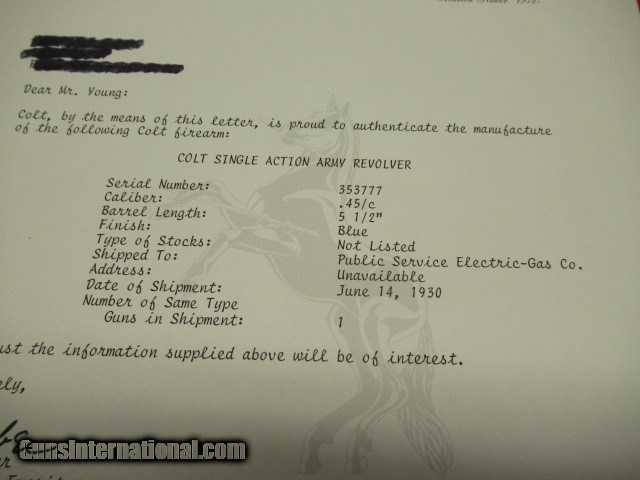 Dear Mr. Young:
Colt, by the means of this letter, is proud to authenticate the manufacture
of the following Colt firearm:
COLT SINGLE ACTION ARMY REVOLVER
Serial Number: 353777
Caliber: .45/c
Barrel Length: 5 1/2"
Finish: Blue
Type of Stocks: Not Listed
Shipped To: Public Service Electric-Gas Co.
Address: Unavailable
Date of Shipment: June 14, 1930
Number of Same Type
Guns in Shipment: 1
ust the information supplied above will be of interest.
ely,
GunsInternational.com